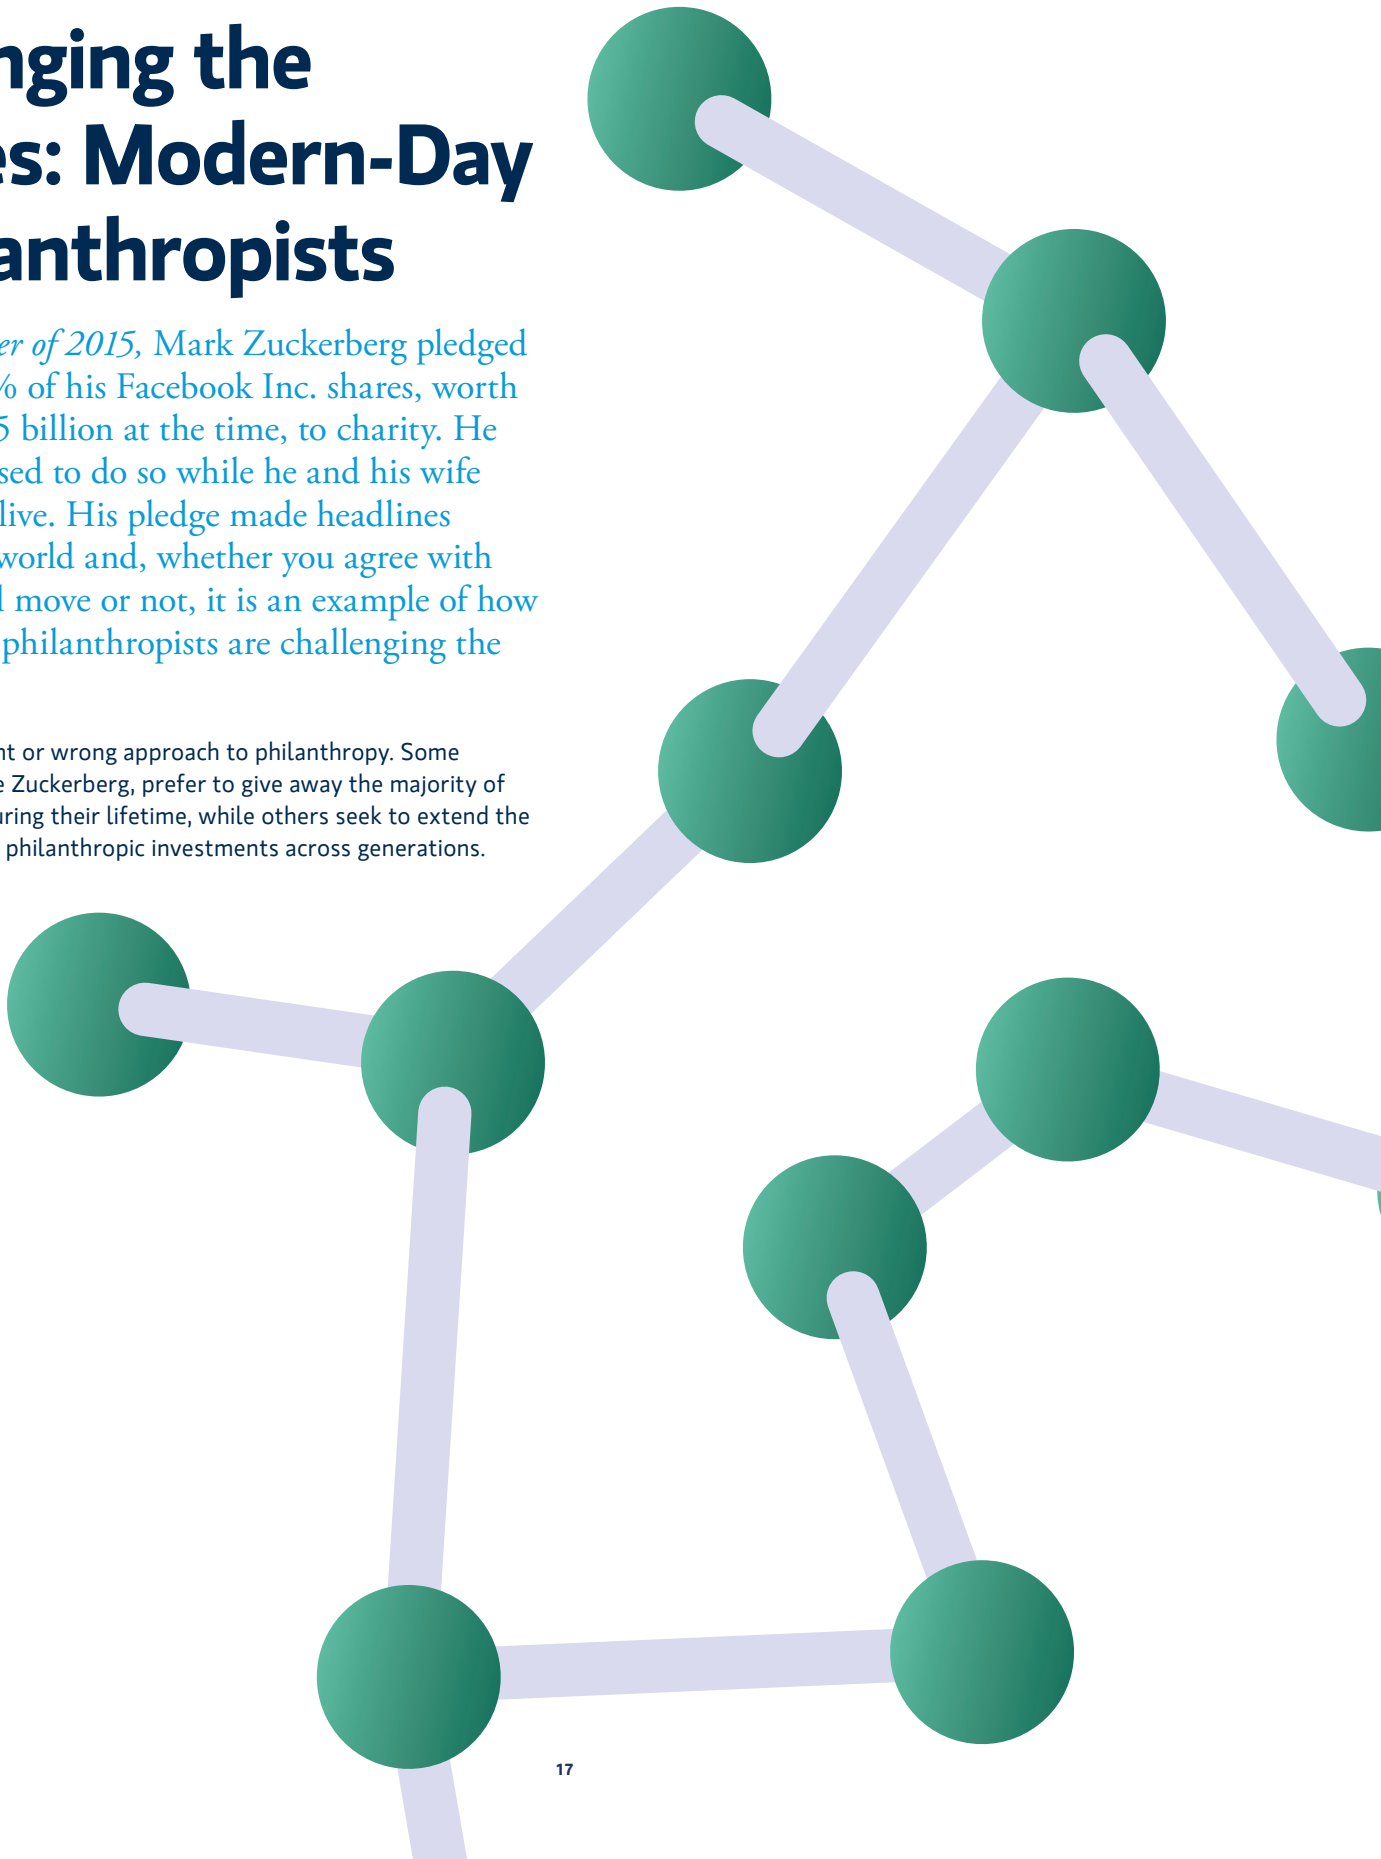 nging the
es: Modern-Day
anthropists
er of 2015, Mark Zuckerberg pledged
% of his Facebook Inc. shares, worth
5 billion at the time, to charity. He
sed to do so while he and his wife
live. His pledge made headlines
world and, whether you agree with
move or not, it is an example of how
philanthropists are challenging the
nt or wrong approach to philanthropy. Some
e Zuckerberg, prefer to give away the majority of
uring their lifetime, while others seek to extend the
philanthropic investments across generations.
17